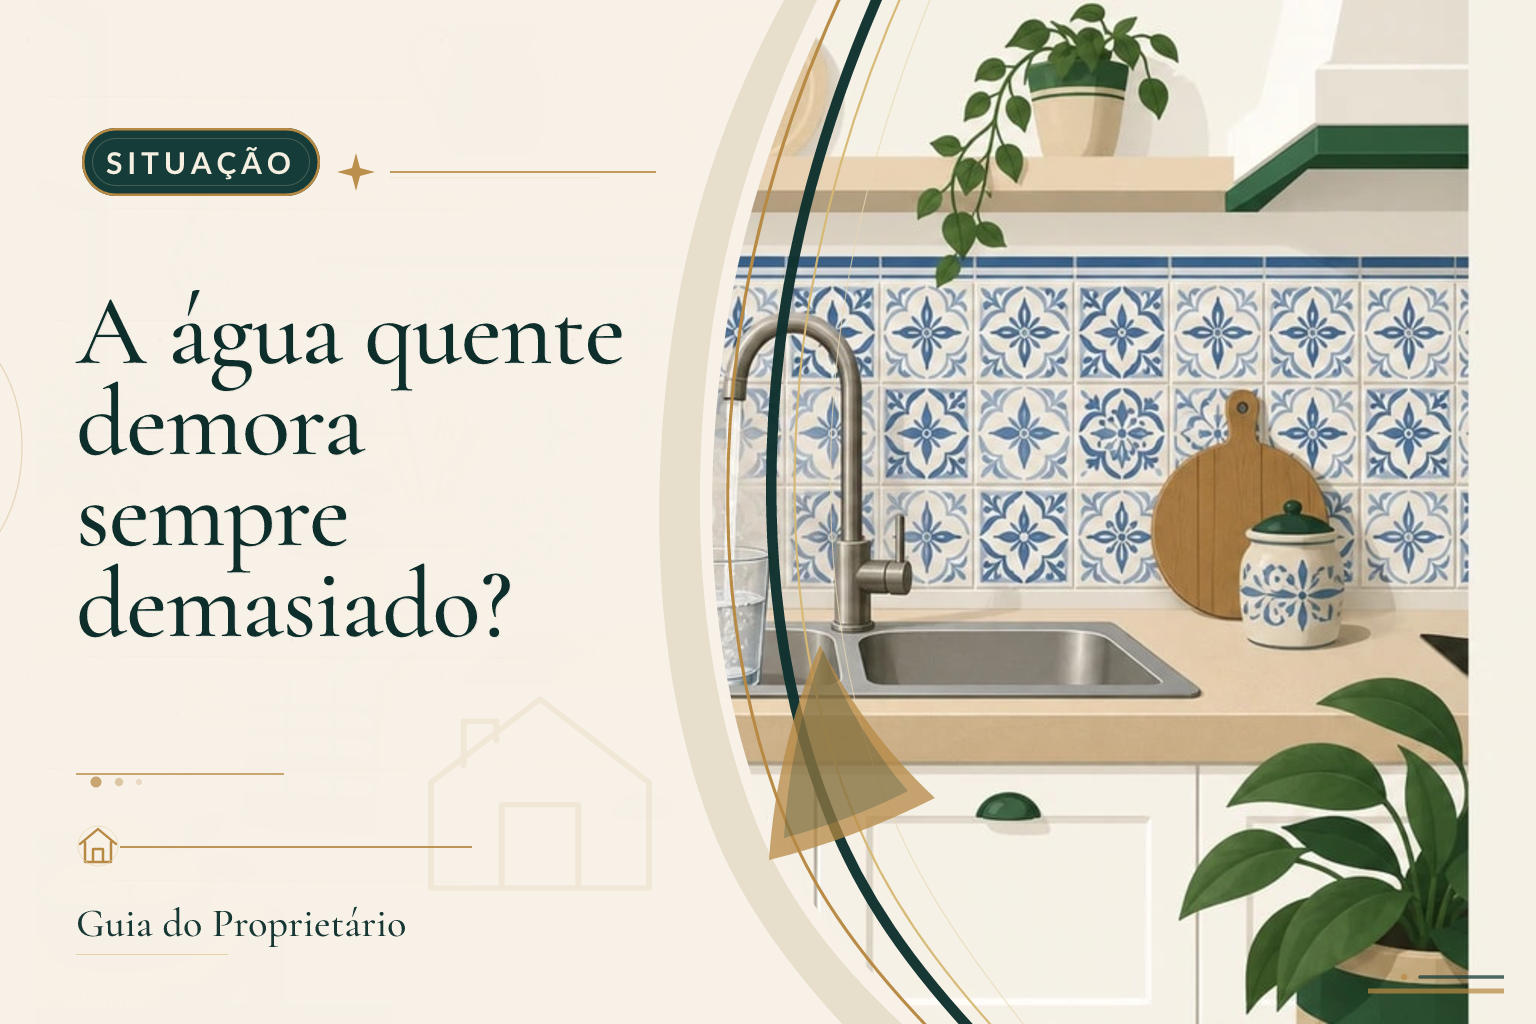 SITUAÇÃO
A água quente
demora
sempre
demasiado?
Guia do Proprietário